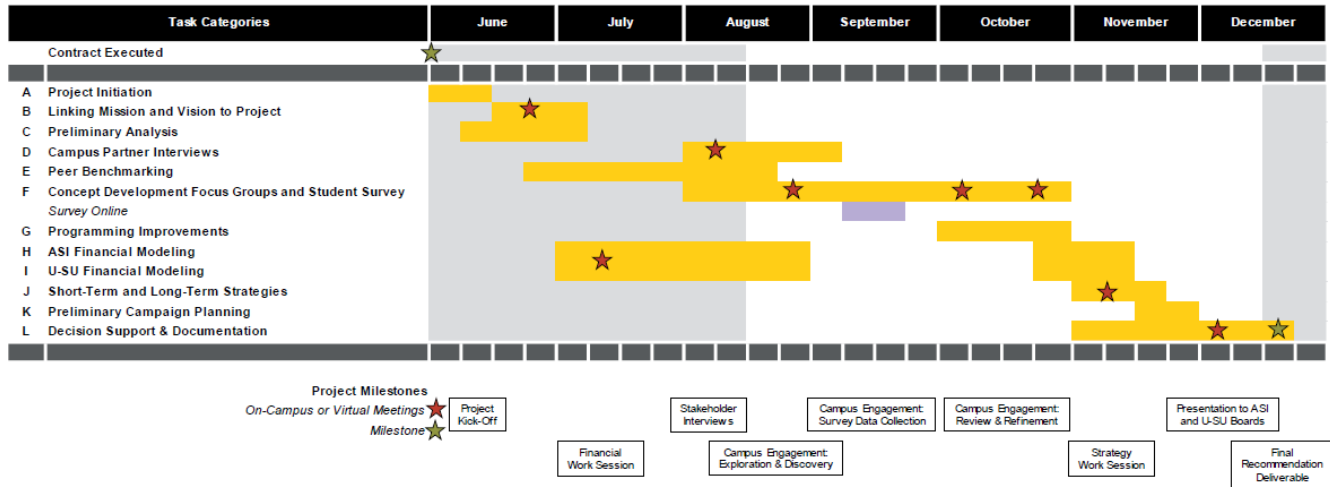 Task Categories June July August September October November December
Contract Executed
A Project Initiation
B Linking Mission and Vision to Project
C Preliminary Analysis
D Campus Partner Interviews
E Peer Benchmarking
F Concept Development Focus Groups and Student Survey
Survey Online
G Programming Improvements
H ASI Financial Modeling
I U-SU Financial Modeling
J Short-Term and Long-Term Strategies
K Preliminary Campaign Planning
L Decision Support & Documentation
Project Milestones
On-Campus or Virtual Meetings
Milestone
Project
Kick-Off
Financial
Work Session
Stakeholder
Interviews
Campus Engagement:
Exploration & Discovery
Campus Engagement:
Survey Data Collection
Campus Engagement:
Review & Refinement
Strategy
Work Session
Presentation to ASI
and U-SU Boards
Final
Recommendation
Deliverable